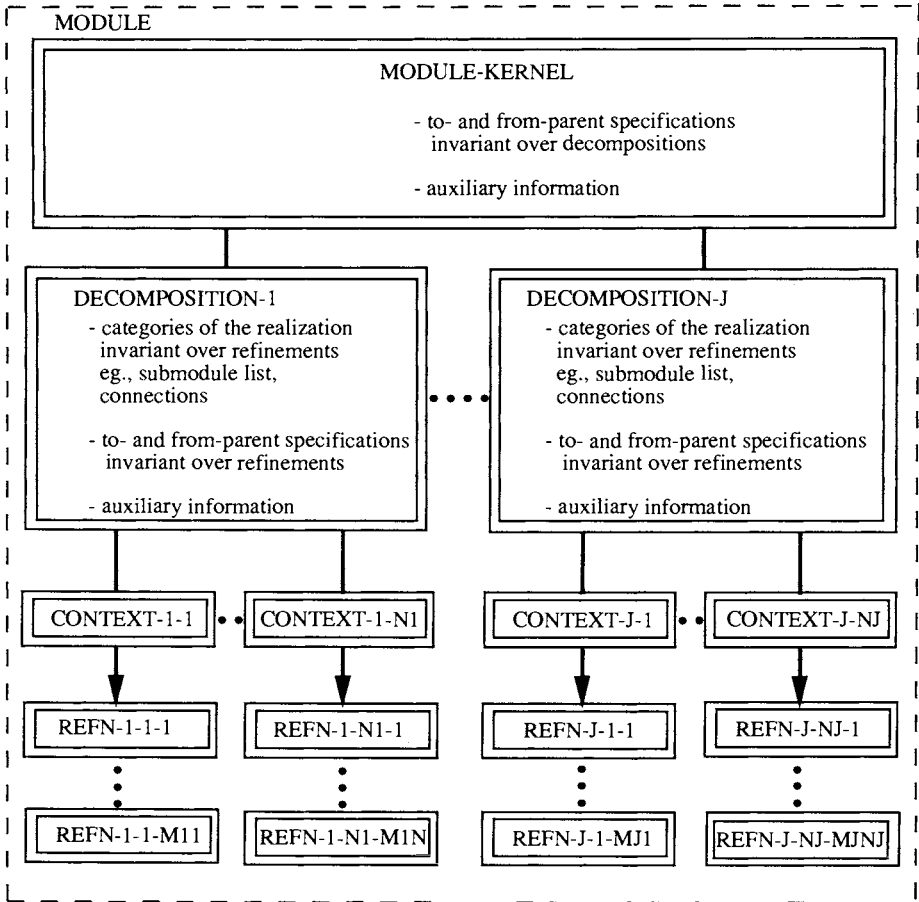 MODULE
MODULE-KERNEL
- to- and from-parent specifications
invariant over decompositions
- auxiliary information
DECOMPOSITION-1
- categories of the realization
invariant over refinements
eg., submodule list,
connections
- to- and from-parent specifications
invariant over refinements
- auxiliary information
DECOMPOSITION-J
- categories of the realization
invariant over refinements
eg., submodule list,
connections
- to- and from-parent specifications
invariant over refinements
- auxiliary information
CONTEXT-1-1
CONTEXT-1-N1
CONTEXT-J-1
CONTEXT-J-NJ
REFN-1-1-1
REFN-1-N1-1
REFN-J-1-1
REFN-J-NJ-1
REFN-1-1-M11
REFN-1-N1-M1N
REFN-J-1-MJ1
REFN-J-NJ-MJNJ